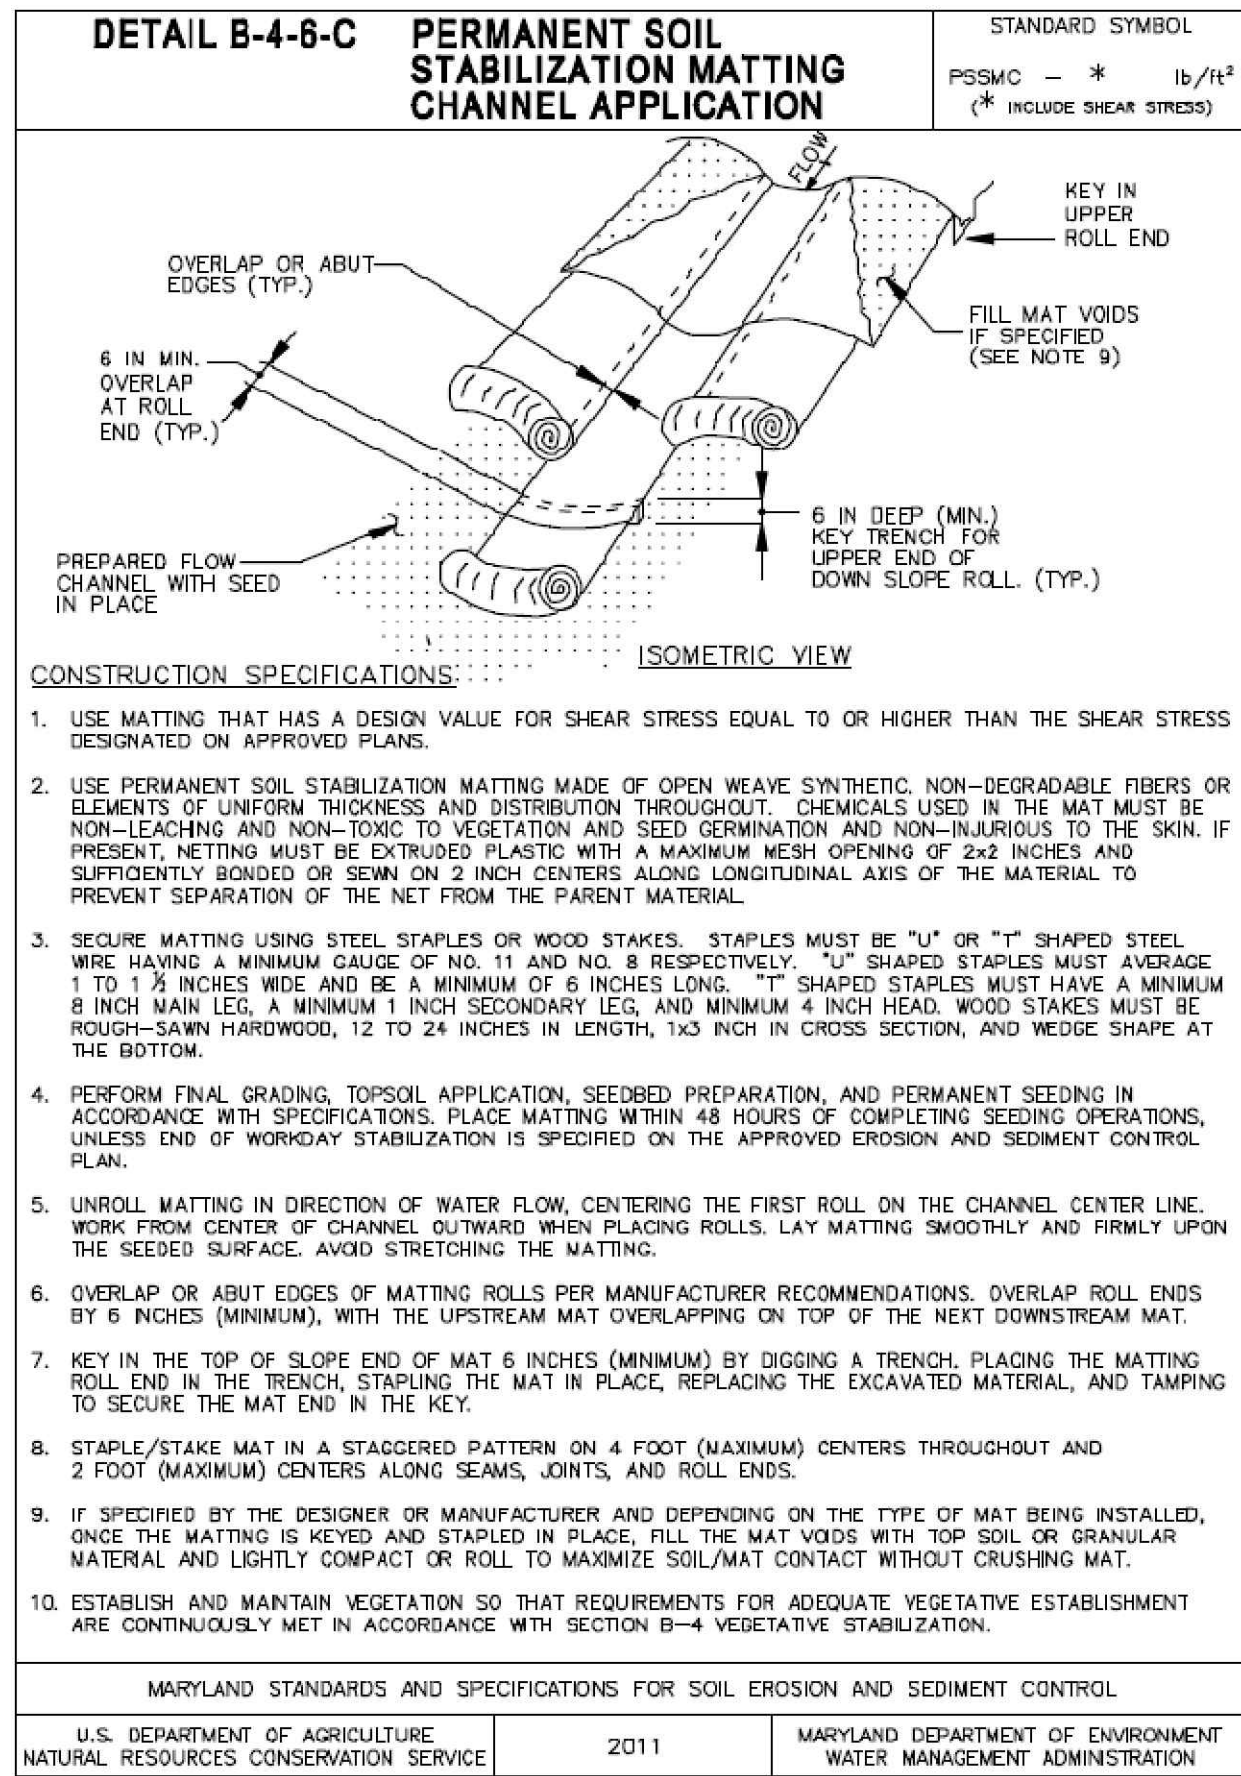 DETAIL B-4-6-C
PERMANENT SOIL
STABILIZATION MATTING
CHANNEL APPLICATION
STANDARD SYMBOL
PSSMC – * lb/ft²
(* INCLUDE SHEAR STRESS)
FLOW
KEY IN
UPPER
ROLL END
OVERLAP OR ABUT
EDGES (TYP.)
FILL MAT VOIDS
IF SPECIFIED
(SEE NOTE 9)
6 IN MIN.
OVERLAP
AT ROLL
END (TYP.)
6 IN DEEP (MIN.)
KEY TRENCH FOR
UPPER END OF
DOWN SLOPE ROLL. (TYP.)
PREPARED FLOW
CHANNEL WITH SEED
IN PLACE
ISOMETRIC VIEW
CONSTRUCTION SPECIFICATIONS:
1. USE MATTING THAT HAS A DESIGN VALUE FOR SHEAR STRESS EQUAL TO OR HIGHER THAN THE SHEAR STRESS
DESIGNATED ON APPROVED PLANS.
2. USE PERMANENT SOIL STABILIZATION MATTING MADE OF OPEN WEAVE SYNTHETIC, NON-DEGRADABLE FIBERS OR
ELEMENTS OF UNIFORM THICKNESS AND DISTRIBUTION THROUGHOUT. CHEMICALS USED IN THE MAT MUST BE
NON-LEACHING AND NON-TOXIC TO VEGETATION AND SEED GERMINATION AND NON-INJURIOUS TO THE SKIN. IF
PRESENT, NETTING MUST BE EXTRUDED PLASTIC WITH A MAXIMUM MESH OPENING OF 2x2 INCHES AND
SUFFICIENTLY BONDED OR SEWN ON 2 INCH CENTERS ALONG LONGITUDINAL AXIS OF THE MATERIAL TO
PREVENT SEPARATION OF THE NET FROM THE PARENT MATERIAL.
3. SECURE MATTING USING STEEL STAPLES OR WOOD STAKES. STAPLES MUST BE "U" OR "T" SHAPED STEEL
WIRE HAVING A MINIMUM GAUGE OF NO. 11 AND NO. 8 RESPECTIVELY. "U" SHAPED STAPLES MUST AVERAGE
1 TO 1 ½ INCHES WIDE AND BE A MINIMUM OF 6 INCHES LONG. "T" SHAPED STAPLES MUST HAVE A MINIMUM
8 INCH MAIN LEG, A MINIMUM 1 INCH SECONDARY LEG, AND MINIMUM 4 INCH HEAD. WOOD STAKES MUST BE
ROUGH-SAWN HARDWOOD, 12 TO 24 INCHES IN LENGTH, 1x3 INCH IN CROSS SECTION, AND WEDGE SHAPE AT
THE BOTTOM.
4. PERFORM FINAL GRADING, TOPSOIL APPLICATION, SEEDBED PREPARATION, AND PERMANENT SEEDING IN
ACCORDANCE WITH SPECIFICATIONS. PLACE MATTING WITHIN 48 HOURS OF COMPLETING SEEDING OPERATIONS,
UNLESS END OF WORKDAY STABILIZATION IS SPECIFIED ON THE APPROVED EROSION AND SEDIMENT CONTROL
PLAN.
5. UNROLL MATTING IN DIRECTION OF WATER FLOW, CENTERING THE FIRST ROLL ON THE CHANNEL CENTER LINE.
WORK FROM CENTER OF CHANNEL OUTWARD WHEN PLACING ROLLS. LAY MATTING SMOOTHLY AND FIRMLY UPON
THE SEEDED SURFACE. AVOID STRETCHING THE MATTING.
6. OVERLAP OR ABUT EDGES OF MATTING ROLLS PER MANUFACTURER RECOMMENDATIONS. OVERLAP ROLL ENDS
BY 6 INCHES (MINIMUM), WITH THE UPSTREAM MAT OVERLAPPING ON TOP OF THE NEXT DOWNSTREAM MAT.
7. KEY IN THE TOP OF SLOPE END OF MAT 6 INCHES (MINIMUM) BY DIGGING A TRENCH, PLACING THE MATTING
ROLL END IN THE TRENCH, STAPLING THE MAT IN PLACE, REPLACING THE EXCAVATED MATERIAL, AND TAMPING
TO SECURE THE MAT END IN THE KEY.
8. STAPLE/STAKE MAT IN A STAGGERED PATTERN ON 4 FOOT (MAXIMUM) CENTERS THROUGHOUT AND
2 FOOT (MAXIMUM) CENTERS ALONG SEAMS, JOINTS, AND ROLL ENDS.
9. IF SPECIFIED BY THE DESIGNER OR MANUFACTURER AND DEPENDING ON THE TYPE OF MAT BEING INSTALLED,
ONCE THE MATTING IS KEYED AND STAPLED IN PLACE, FILL THE MAT VOIDS WITH TOP SOIL OR GRANULAR
MATERIAL AND LIGHTLY COMPACT OR ROLL TO MAXIMIZE SOIL/MAT CONTACT WITHOUT CRUSHING MAT.
10. ESTABLISH AND MAINTAIN VEGETATION SO THAT REQUIREMENTS FOR ADEQUATE VEGETATIVE ESTABLISHMENT
ARE CONTINUOUSLY MET IN ACCORDANCE WITH SECTION B-4 VEGETATIVE STABILIZATION.
MARYLAND STANDARDS AND SPECIFICATIONS FOR SOIL EROSION AND SEDIMENT CONTROL
U.S. DEPARTMENT OF AGRICULTURE
NATURAL RESOURCES CONSERVATION SERVICE
2011
MARYLAND DEPARTMENT OF ENVIRONMENT
WATER MANAGEMENT ADMINISTRATION